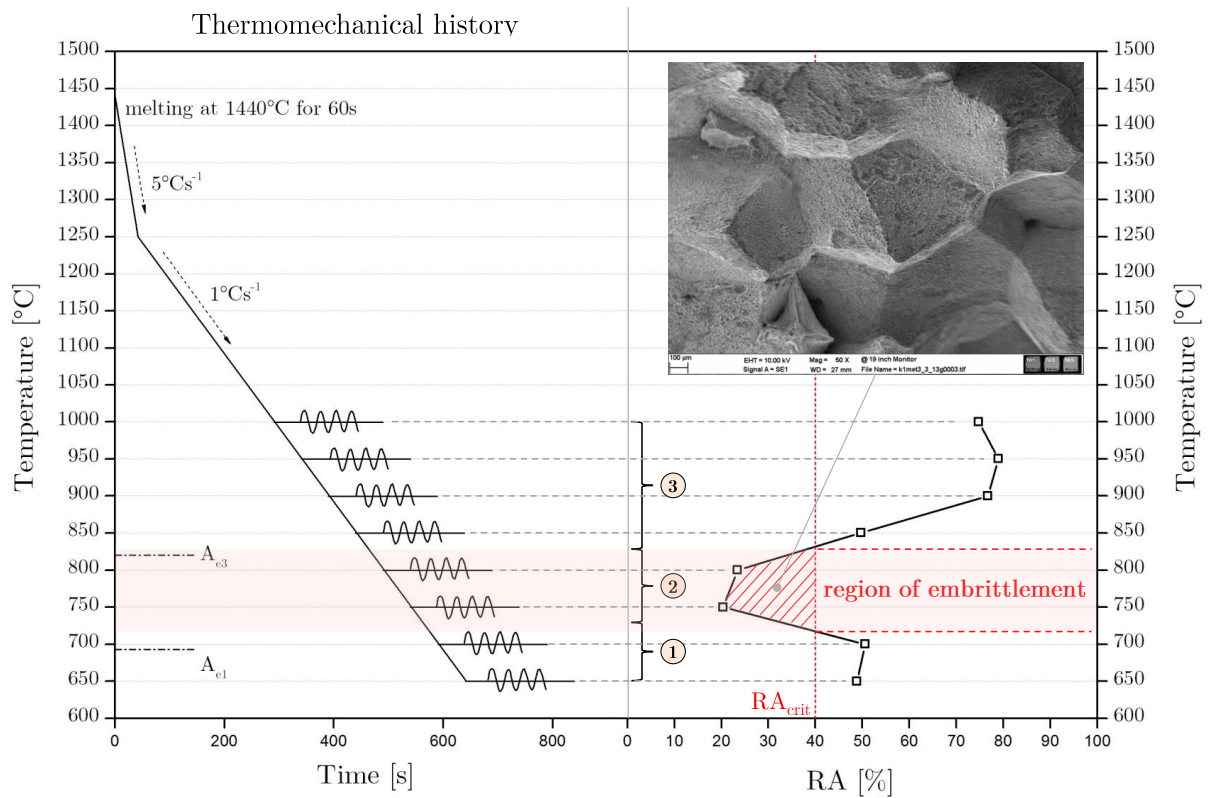 Thermomechanical history
1500
1450
1400
1350
1300
1250
1200
1150
1100
1050
1000
950
900
850
800
750
700
650
600
Temperature [°C]
melting at 1440°C for 60s
5°Cs-1
1°Cs-1
Ae3
Ae1
0
200
400
600
800
Time [s]
3
2
1
100 µm
EHT = 10.00 kV Mag = 50 X @ 19 inch Monitor
Signal A = SE1 WD = 27 mm File Name = k1met3_3_13g0003.tif
region of embrittlement
RAcrit
0 10 20 30 40 50 60 70 80 90 100
RA [%]
1500
1450
1400
1350
1300
1250
1200
1150
1100
1050
1000
950
900
850
800
750
700
650
600
Temperature [°C]